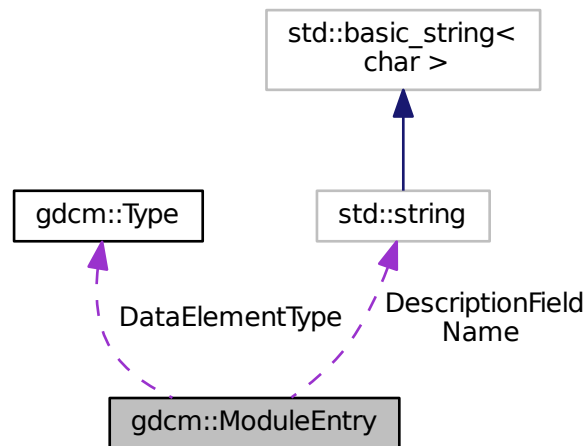 std::basic_string<
char >
gdcm::Type
std::string
DataElementType
DescriptionField
Name
gdcm::ModuleEntry